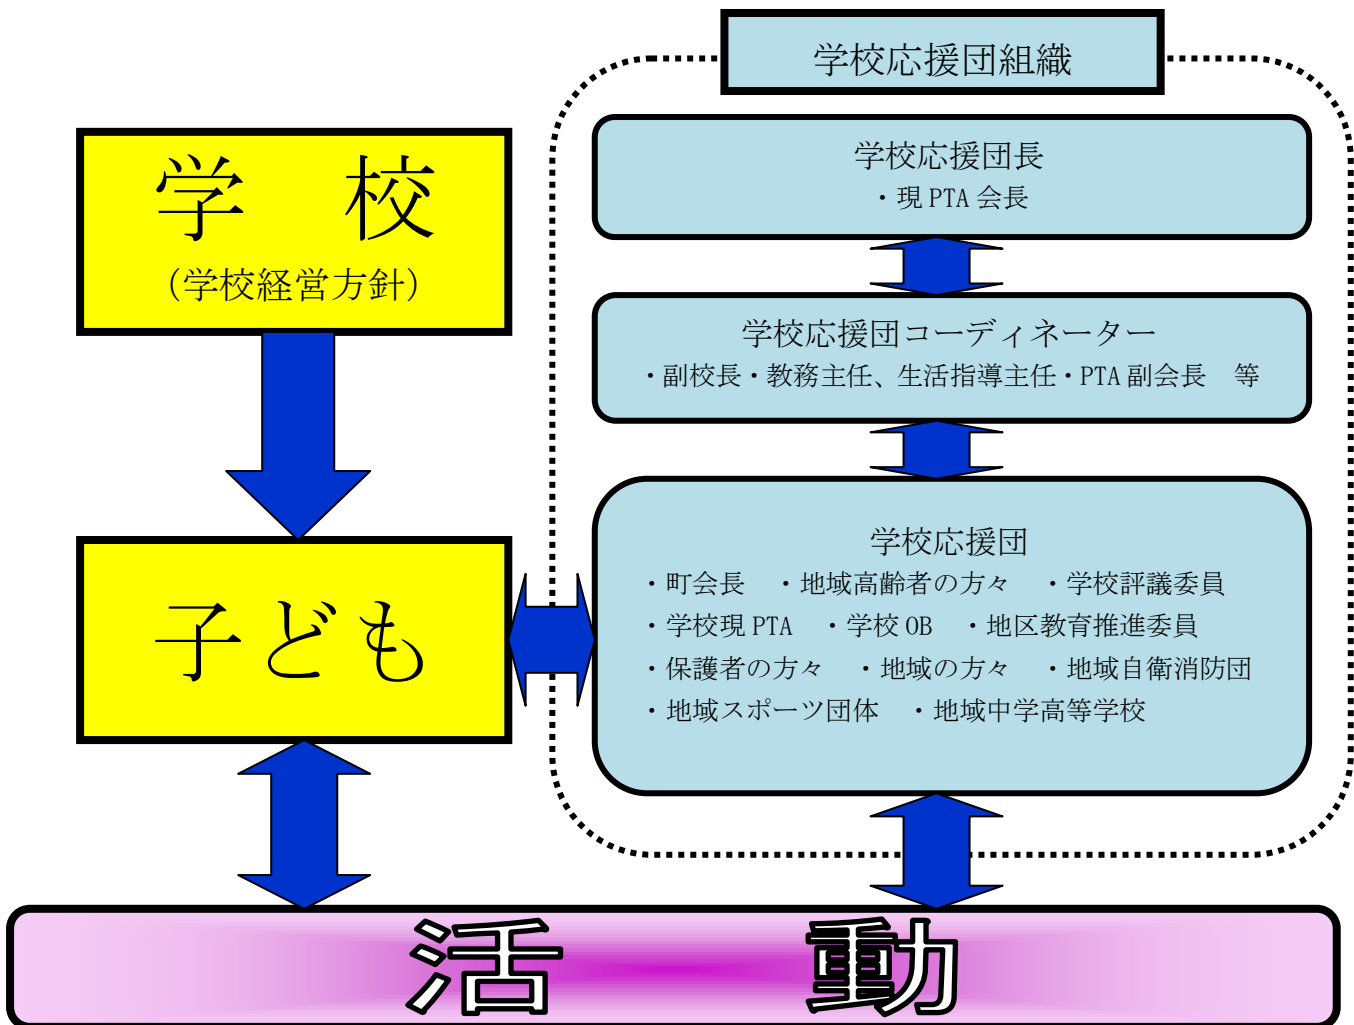 学校応援団組織
学　校
（学校経営方針）
学校応援団長
・現 PTA 会長
学校応援団コーディネーター
・副校長・教務主任、生活指導主任・PTA 副会長　等
子ども
学校応援団
・町会長　・地域高齢者の方々　・学校評議委員
・学校現 PTA　・学校 OB　・地区教育推進委員
・保護者の方々　・地域の方々　・地域自衛消防団
・地域スポーツ団体　・地域中学高等学校
活　動